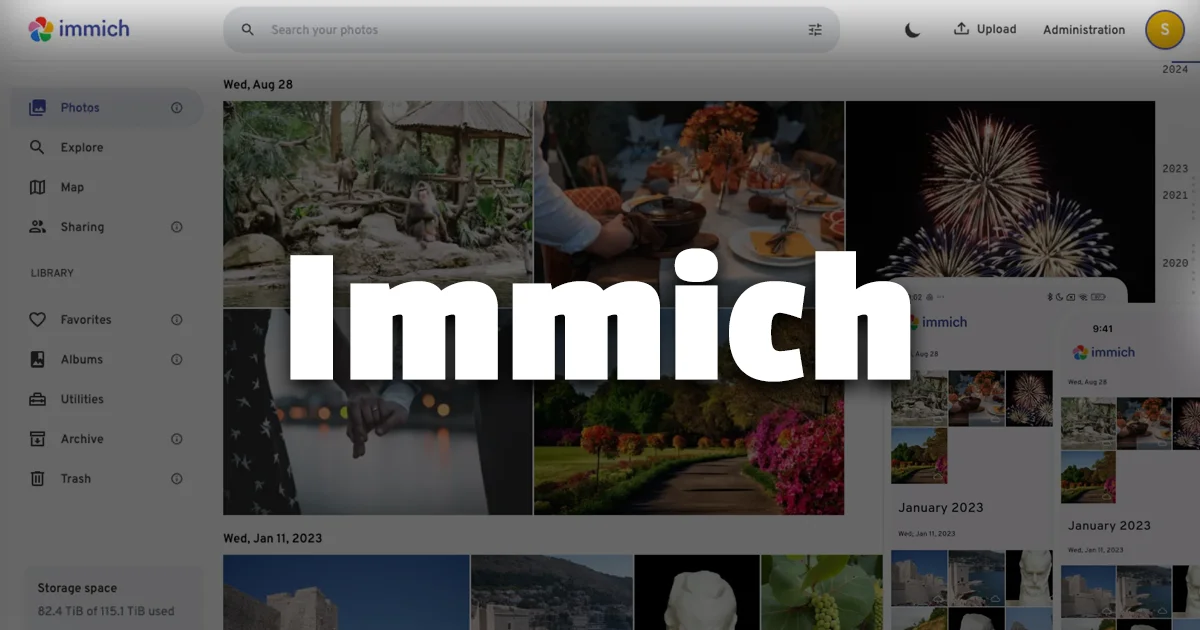 immich
Search your photos
Upload
Administration
S
2024
Wed, Aug 28
Photos
Explore
Map
Sharing
LIBRARY
Favorites
Albums
Utilities
Archive
Trash
Storage space
82.4 TiB of 115.1 TiB used
2023
2021
2020
Immich
Wed, Jan 11, 2023
:02
immich
Aug 28
January 2023
Wed, Jan 11, 2023
9:41
immich
Wed, Aug 28
January 2023
Wed, Jan 11, 2023